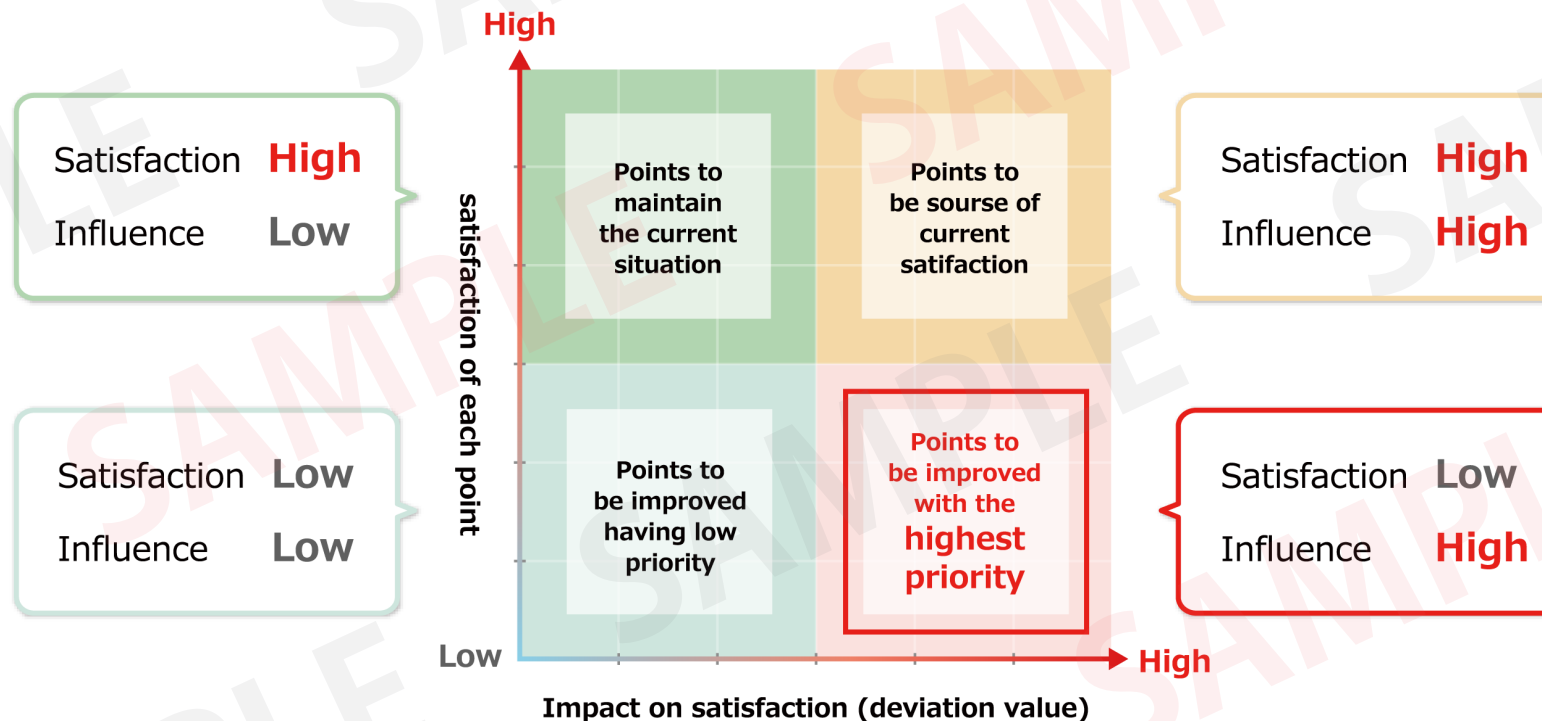 High
Satisfaction High
Influence Low
Satisfaction Low
Influence Low
satisfaction of each point
Points to
maintain
the current
situation
Points to
be sourse of
current
satifaction
Points to
be improved
having low
priority
Points to
be improved
with the
highest
priority
Satisfaction High
Influence High
Satisfaction Low
Influence High
Low
High
Impact on satisfaction (deviation value)
SAMPLE
SAMPLE
SAMPLE